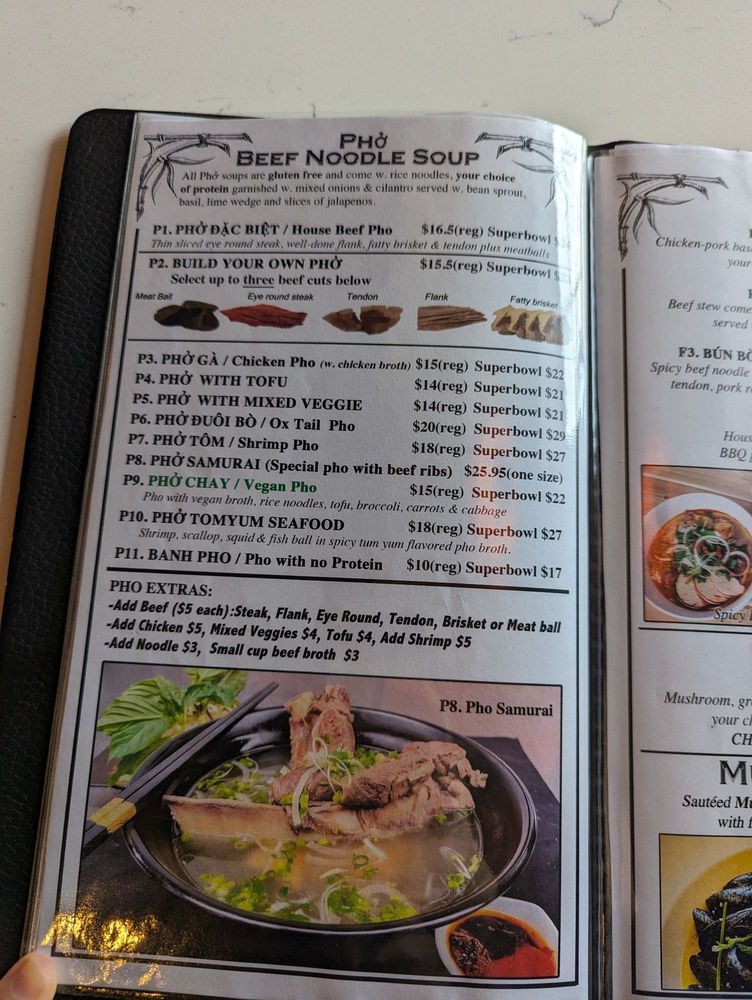 PHỞ
BEEF NOODLE SOUP
All Phở soups are gluten free and come w. rice noodles, your choice
of protein garnished w. mixed onions & cilantro served w. bean sprout,
basil, lime wedge and slices of jalapenos.
P1. PHỞ ĐẶC BIỆT / House Beef Pho $16.5(reg) Superbowl $24
Thin sliced eye round steak, well-done flank, fatty brisket & tendon plus meatballs
P2. BUILD YOUR OWN PHỞ $15.5(reg) Superbowl $23
Select up to three beef cuts below
Meat Ball Eye round steak Tendon Flank Fatty brisket
P3. PHỞ GÀ / Chicken Pho (w. chicken broth) $15(reg) Superbowl $22
P4. PHỞ WITH TOFU $14(reg) Superbowl $21
P5. PHỞ WITH MIXED VEGGIE $14(reg) Superbowl $21
P6. PHỞ ĐUÔI BÒ / Ox Tail Pho $20(reg) Superbowl $29
P7. PHỞ TÔM / Shrimp Pho $18(reg) Superbowl $27
P8. PHỞ SAMURAI (Special pho with beef ribs) $25.95(one size)
P9. PHỞ CHAY / Vegan Pho $15(reg) Superbowl $22
Pho with vegan broth, rice noodles, tofu, broccoli, carrots & cabbage
P10. PHỞ TOMYUM SEAFOOD $18(reg) Superbowl $27
Shrimp, scallop, squid & fish ball in spicy tum yum flavored pho broth.
P11. BANH PHO / Pho with no Protein $10(reg) Superbowl $17
PHO EXTRAS:
-Add Beef ($5 each):Steak, Flank, Eye Round, Tendon, Brisket or Meat ball
-Add Chicken $5, Mixed Veggies $4, Tofu $4, Add Shrimp $5
-Add Noodle $3, Small cup beef broth $3
P8. Pho Samurai
Chicken-pork
your
Beef stew come
served
F3. BÚN
Spicy beef noodle
tendon, pork
BBQ
Spicy
Mushroom,
your
Sautéed
with